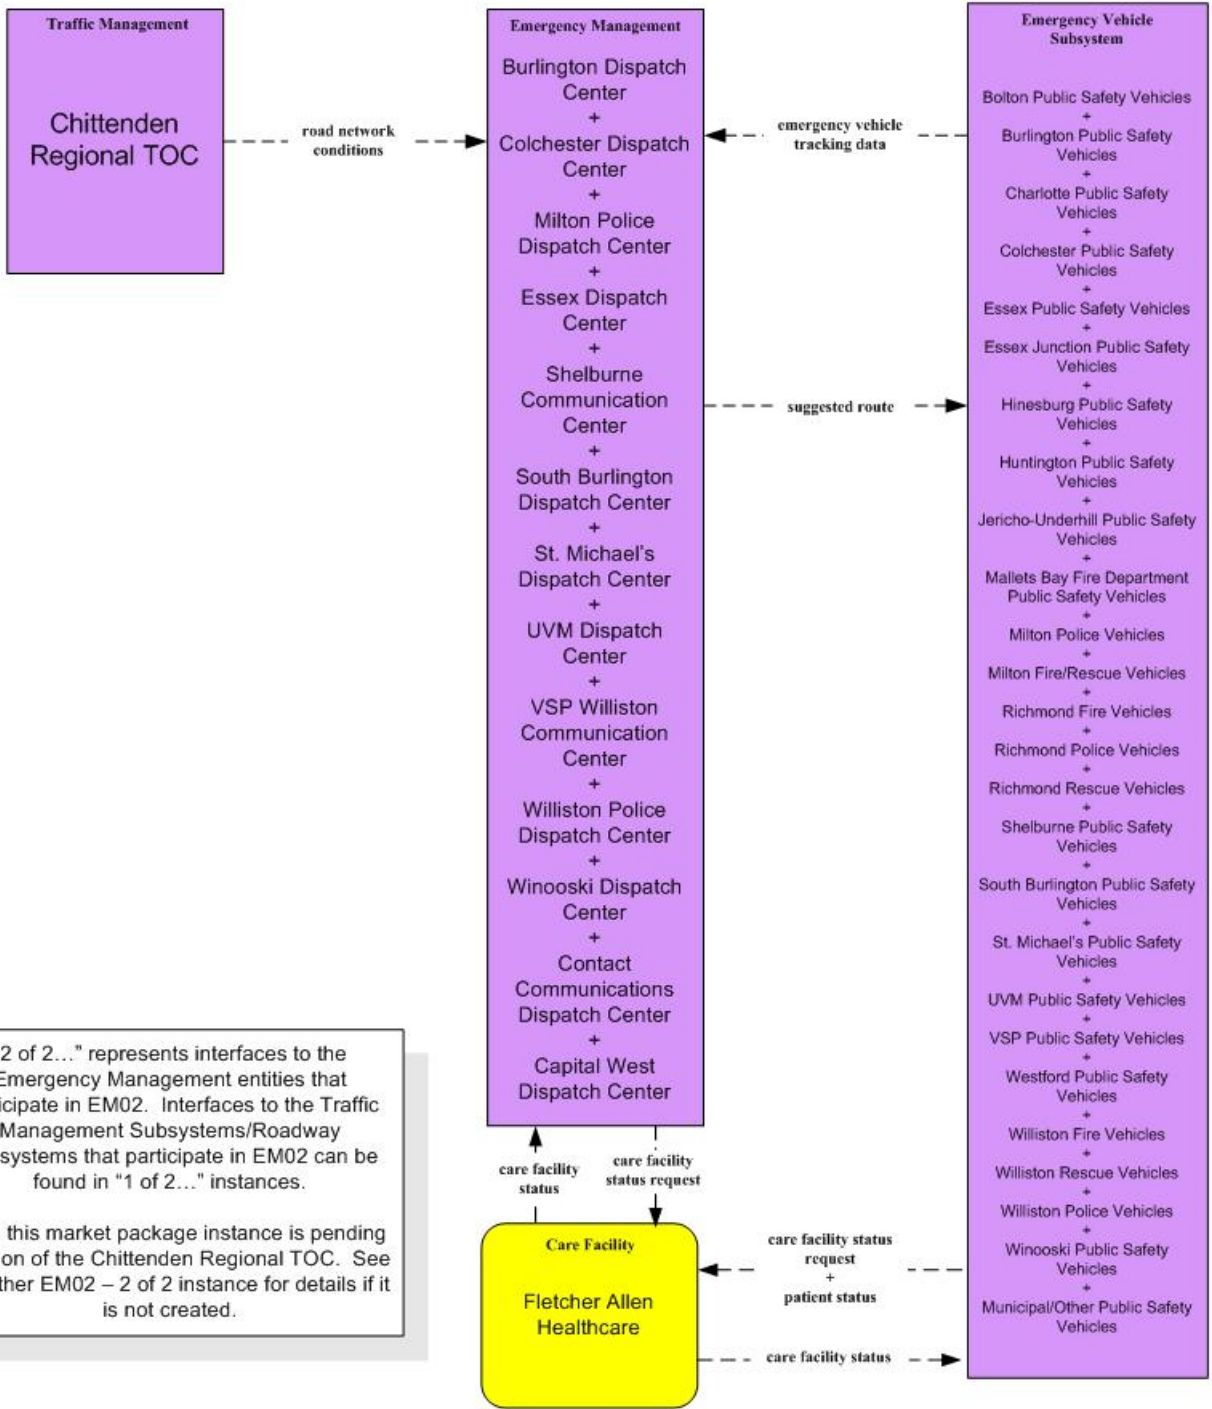 Traffic Management
Chittenden
Regional TOC
road network
conditions
Emergency Management
Burlington Dispatch
Center
+
Colchester Dispatch
Center
+
Milton Police
Dispatch Center
+
Essex Dispatch
Center
+
Shelburne
Communication
Center
+
South Burlington
Dispatch Center
+
St. Michael's
Dispatch Center
+
UVM Dispatch
Center
+
VSP Williston
Communication
Center
+
Williston Police
Dispatch Center
+
Winooski Dispatch
Center
+
Contact
Communications
Dispatch Center
+
Capital West
Dispatch Center
emergency vehicle
tracking data
suggested route
Emergency Vehicle
Subsystem
Bolton Public Safety Vehicles
+
Burlington Public Safety
Vehicles
+
Charlotte Public Safety
Vehicles
+
Colchester Public Safety
Vehicles
+
Essex Public Safety Vehicles
+
Essex Junction Public Safety
Vehicles
+
Hinesburg Public Safety
Vehicles
+
Huntington Public Safety
Vehicles
+
Jericho-Underhill Public Safety
Vehicles
+
Mallets Bay Fire Department
Public Safety Vehicles
+
Milton Police Vehicles
+
Milton Fire/Rescue Vehicles
+
Richmond Fire Vehicles
+
Richmond Police Vehicles
+
Richmond Rescue Vehicles
+
Shelburne Public Safety
Vehicles
+
South Burlington Public Safety
Vehicles
+
St. Michael's Public Safety
Vehicles
+
UVM Public Safety Vehicles
+
VSP Public Safety Vehicles
+
Westford Public Safety
Vehicles
+
Williston Fire Vehicles
+
Williston Rescue Vehicles
+
Williston Police Vehicles
+
Winooski Public Safety
Vehicles
+
Municipal/Other Public Safety
Vehicles
2 of 2…" represents interfaces to the
Emergency Management entities that
icipate in EM02. Interfaces to the Traffic
Management Subsystems/Roadway
systems that participate in EM02 can be
found in "1 of 2…" instances.
this market package instance is pending
on of the Chittenden Regional TOC. See
ther EM02 – 2 of 2 instance for details if it
is not created.
care facility
status
care facility
status request
Care Facility
Fletcher Allen
Healthcare
care facility status
request
+
patient status
care facility status